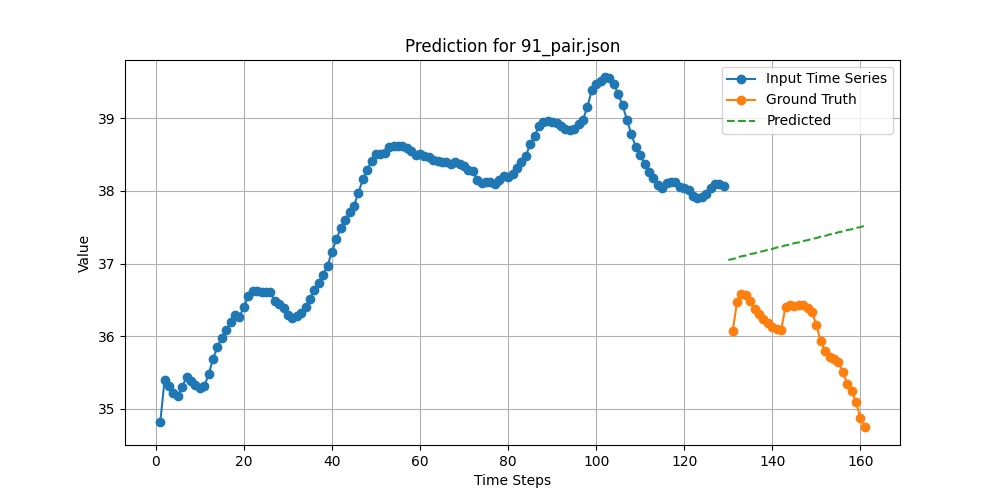 Prediction for 91_pair.json
Input Time Series
Ground Truth
Predicted
39
38
37
36
35
Value
0 20 40 60 80 100 120 140 160
Time Steps